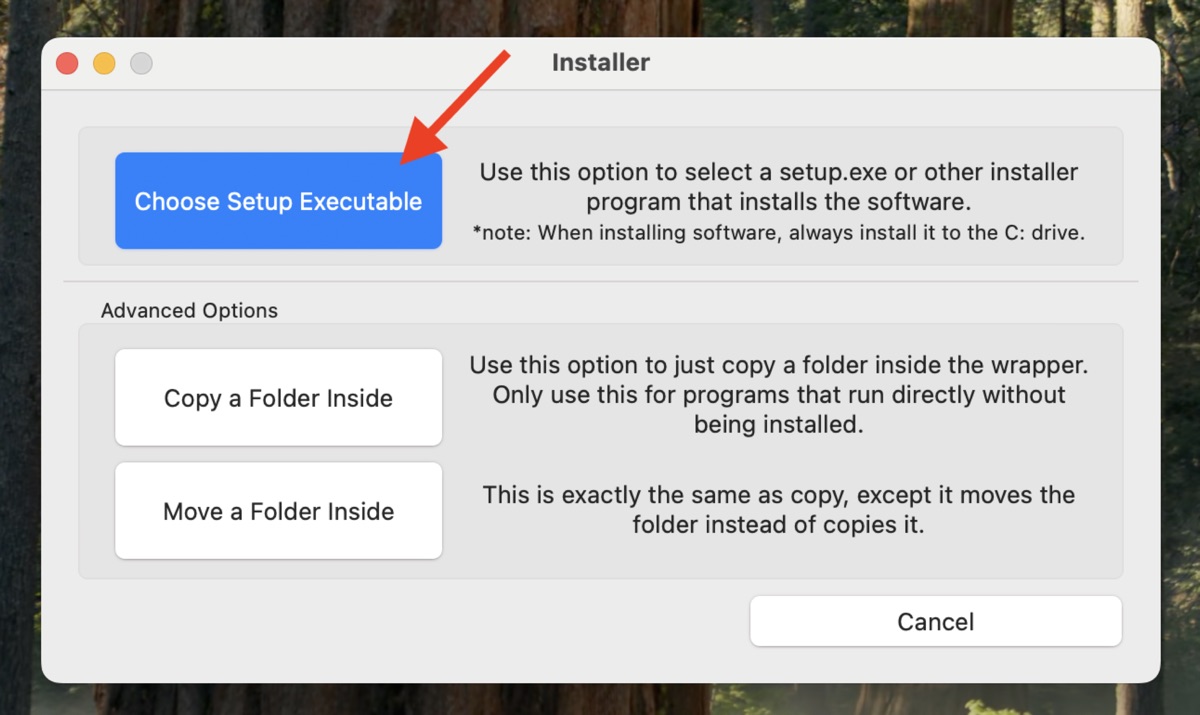 Installer
Choose Setup Executable
Use this option to select a setup.exe or other installer
program that installs the software.
*note: When installing software, always install it to the C: drive.
Advanced Options
Copy a Folder Inside
Use this option to just copy a folder inside the wrapper.
Only use this for programs that run directly without
being installed.
Move a Folder Inside
This is exactly the same as copy, except it moves the
folder instead of copies it.
Cancel